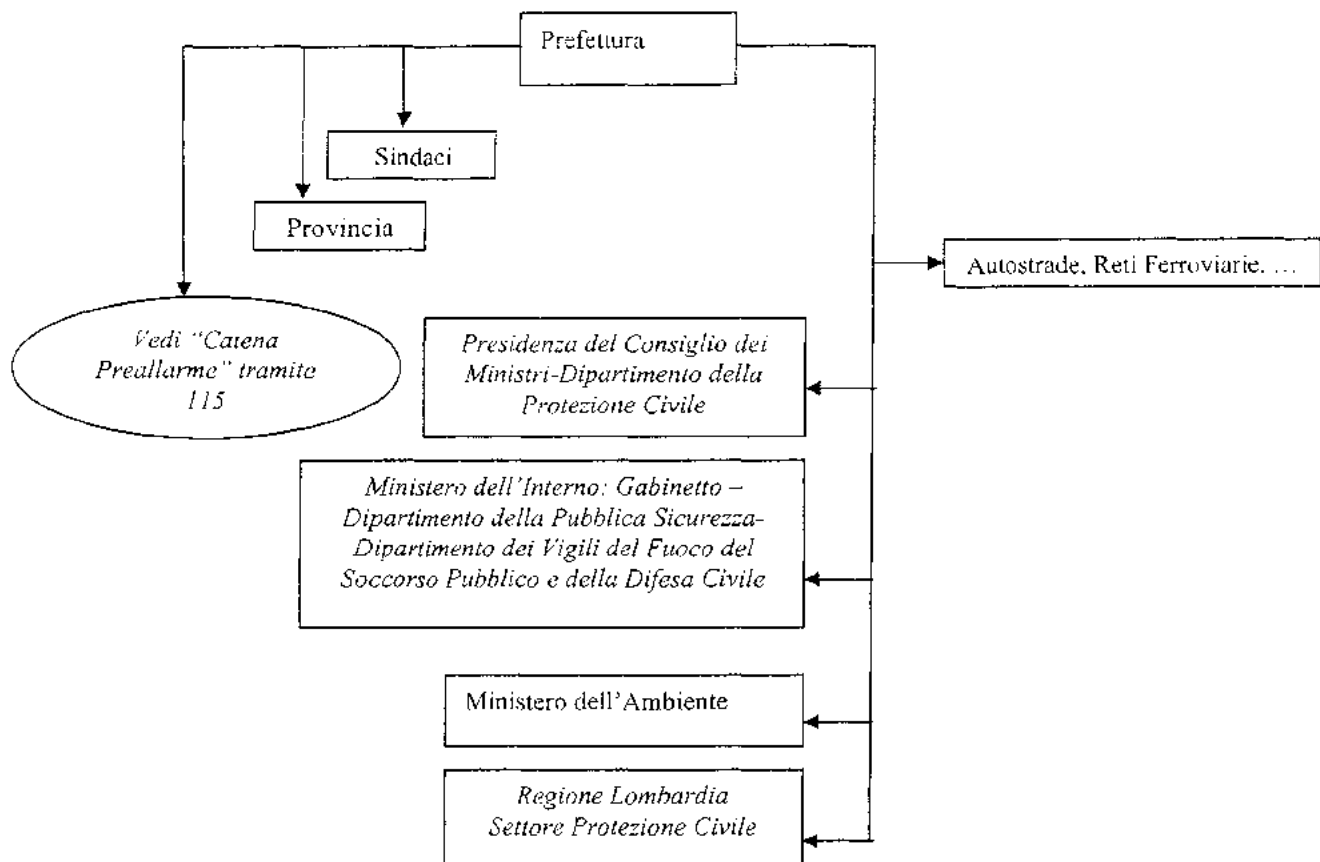 Prefettura
Sindaci
Provincia
Autostrade, Reti Ferroviarie, …
Vedi “Catena
Preallarme” tramite
115
Presidenza del Consiglio dei
Ministri-Dipartimento della
Protezione Civile
Ministero dell’Interno: Gabinetto –
Dipartimento della Pubblica Sicurezza-
Dipartimento dei Vigili del Fuoco del
Soccorso Pubblico e della Difesa Civile
Ministero dell’Ambiente
Regione Lombardia
Settore Protezione Civile